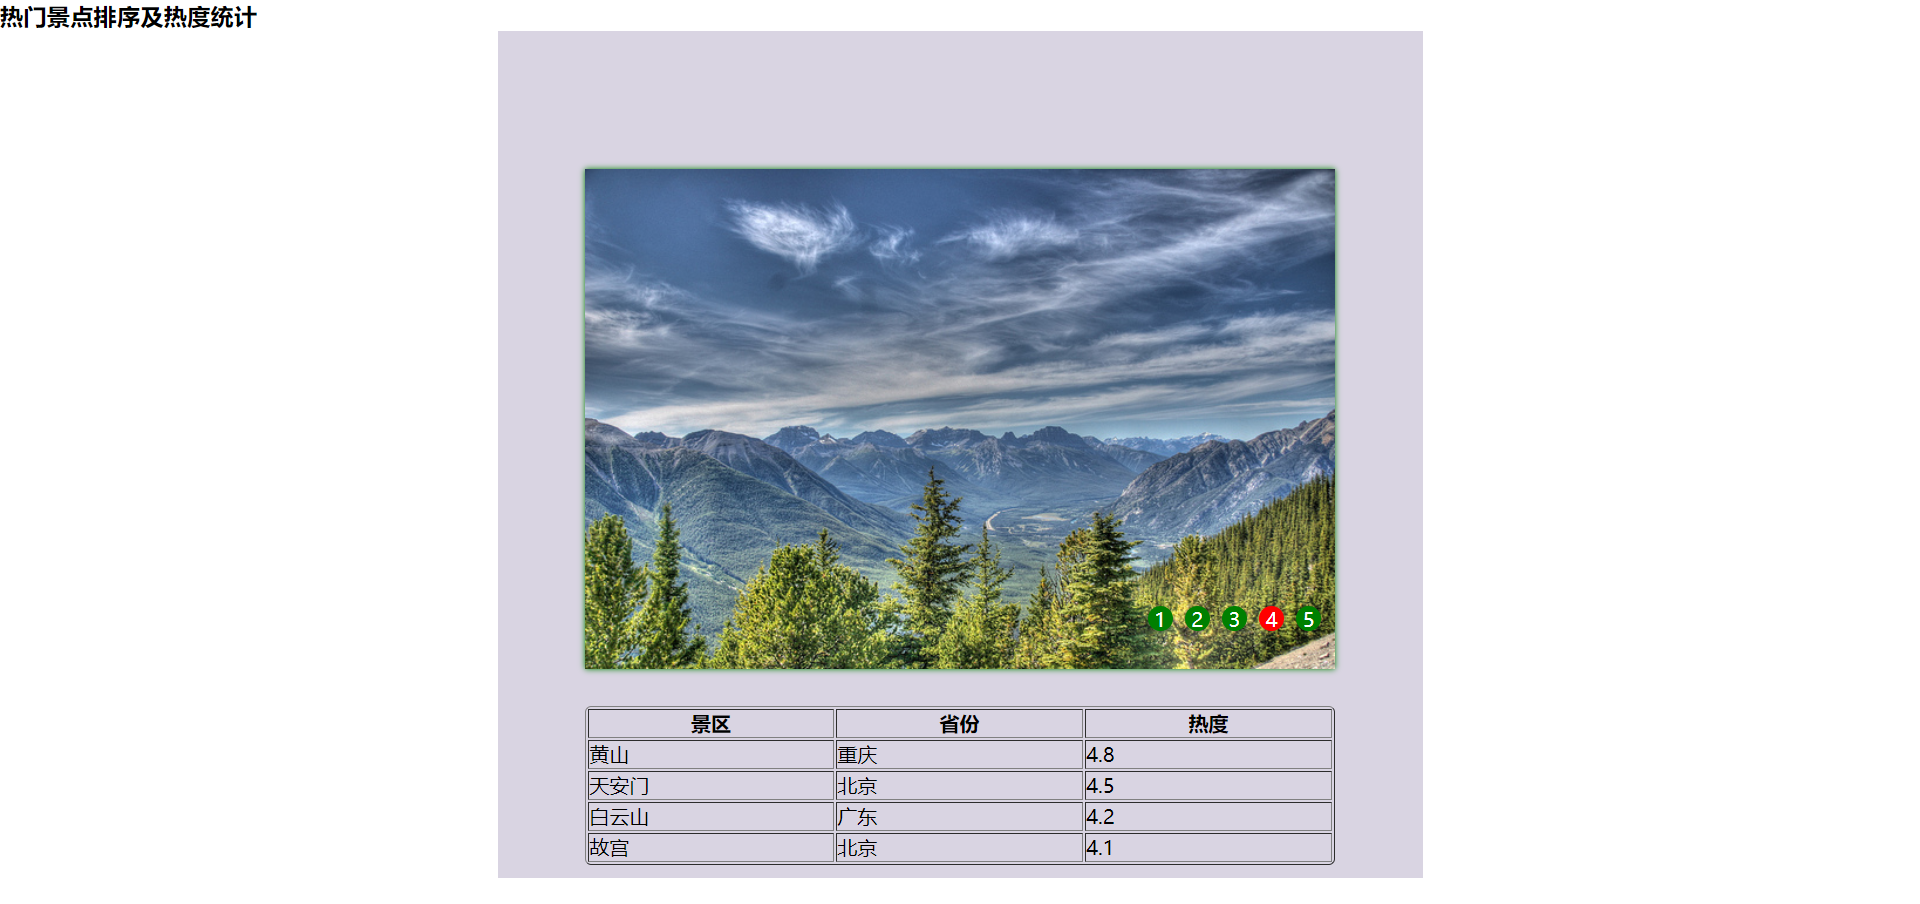 热门景点排序及热度统计
1 2 3 4 5
景区 省份 热度
黄山 重庆 4.8
天安门 北京 4.5
白云山 广东 4.2
故宫 北京 4.1